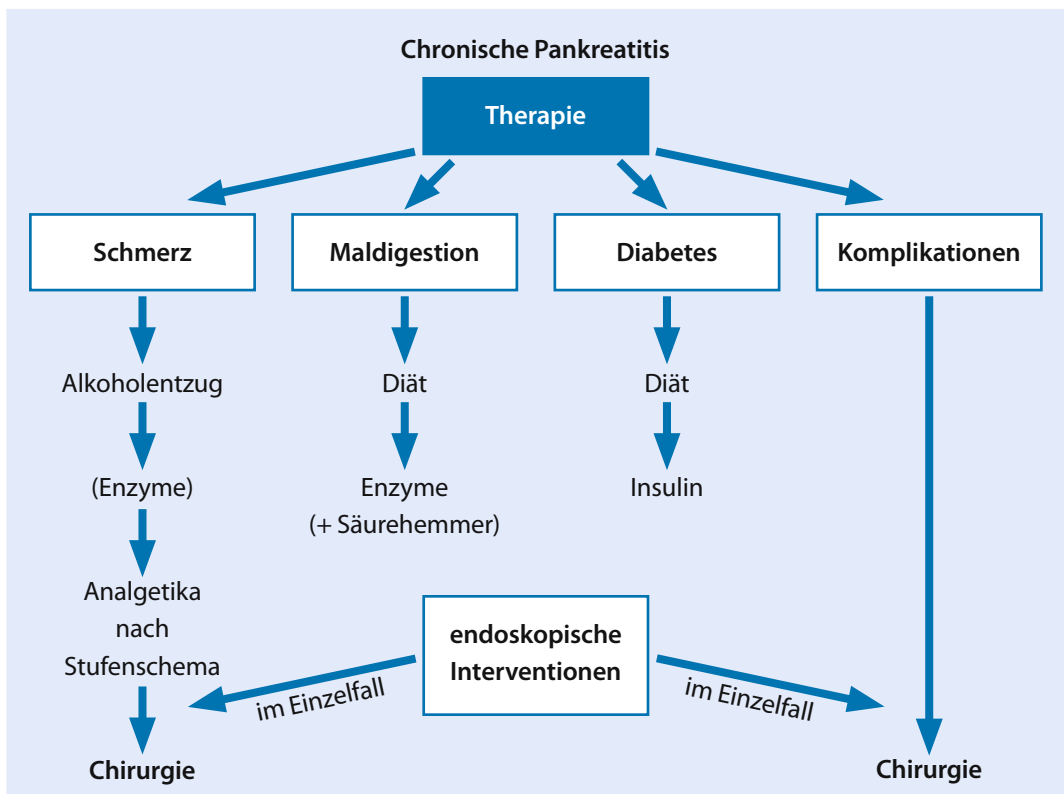 Chronische Pankreatitis
Therapie
Schmerz
Maldigestion
Diabetes
Komplikationen
Alkoholentzug
Diät
Diät
(Enzyme)
Enzyme
(+ Säurehemmer)
Insulin
Analgetika
nach
Stufenschema
endoskopische
Interventionen
im Einzelfall
im Einzelfall
Chirurgie
Chirurgie